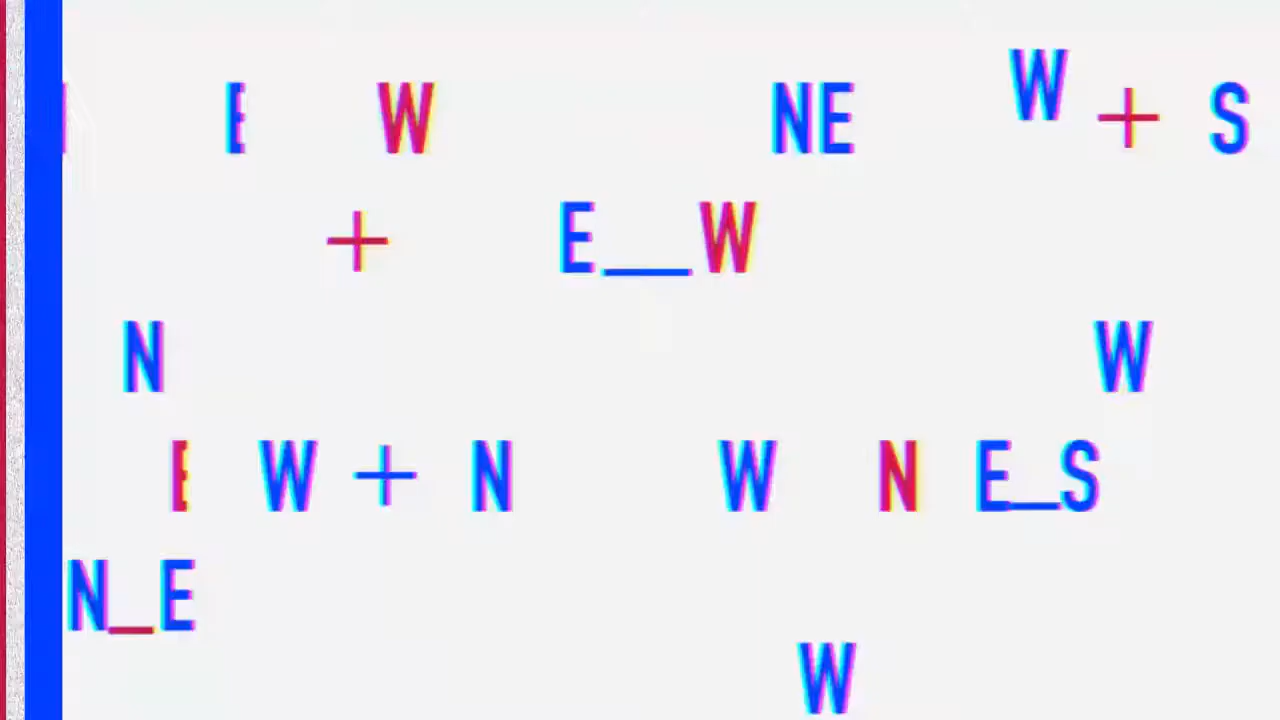 E W NE W + S
+ E__W
N W
E W + N W N E_S
N_E
W